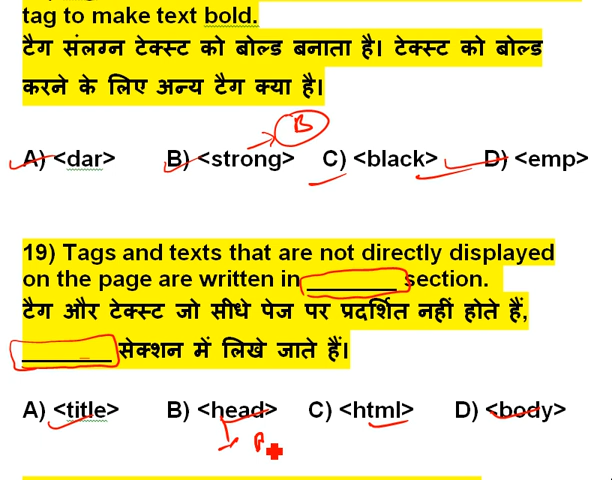 tag to make text bold.
टैग संलग्न टेक्स्ट को बोल्ड बनाता है। टेक्स्ट को बोल्ड
करने के लिए अन्य टैग क्या है।
B
A) <dar> B) <strong> C) <black> D) <emp>
19) Tags and texts that are not directly displayed
on the page are written in ________ section.
टैग और टेक्स्ट जो सीधे पेज पर प्रदर्शित नहीं होते हैं,
________ सेक्शन में लिखे जाते हैं।
A) <title> B) <head> C) <html> D) <body>